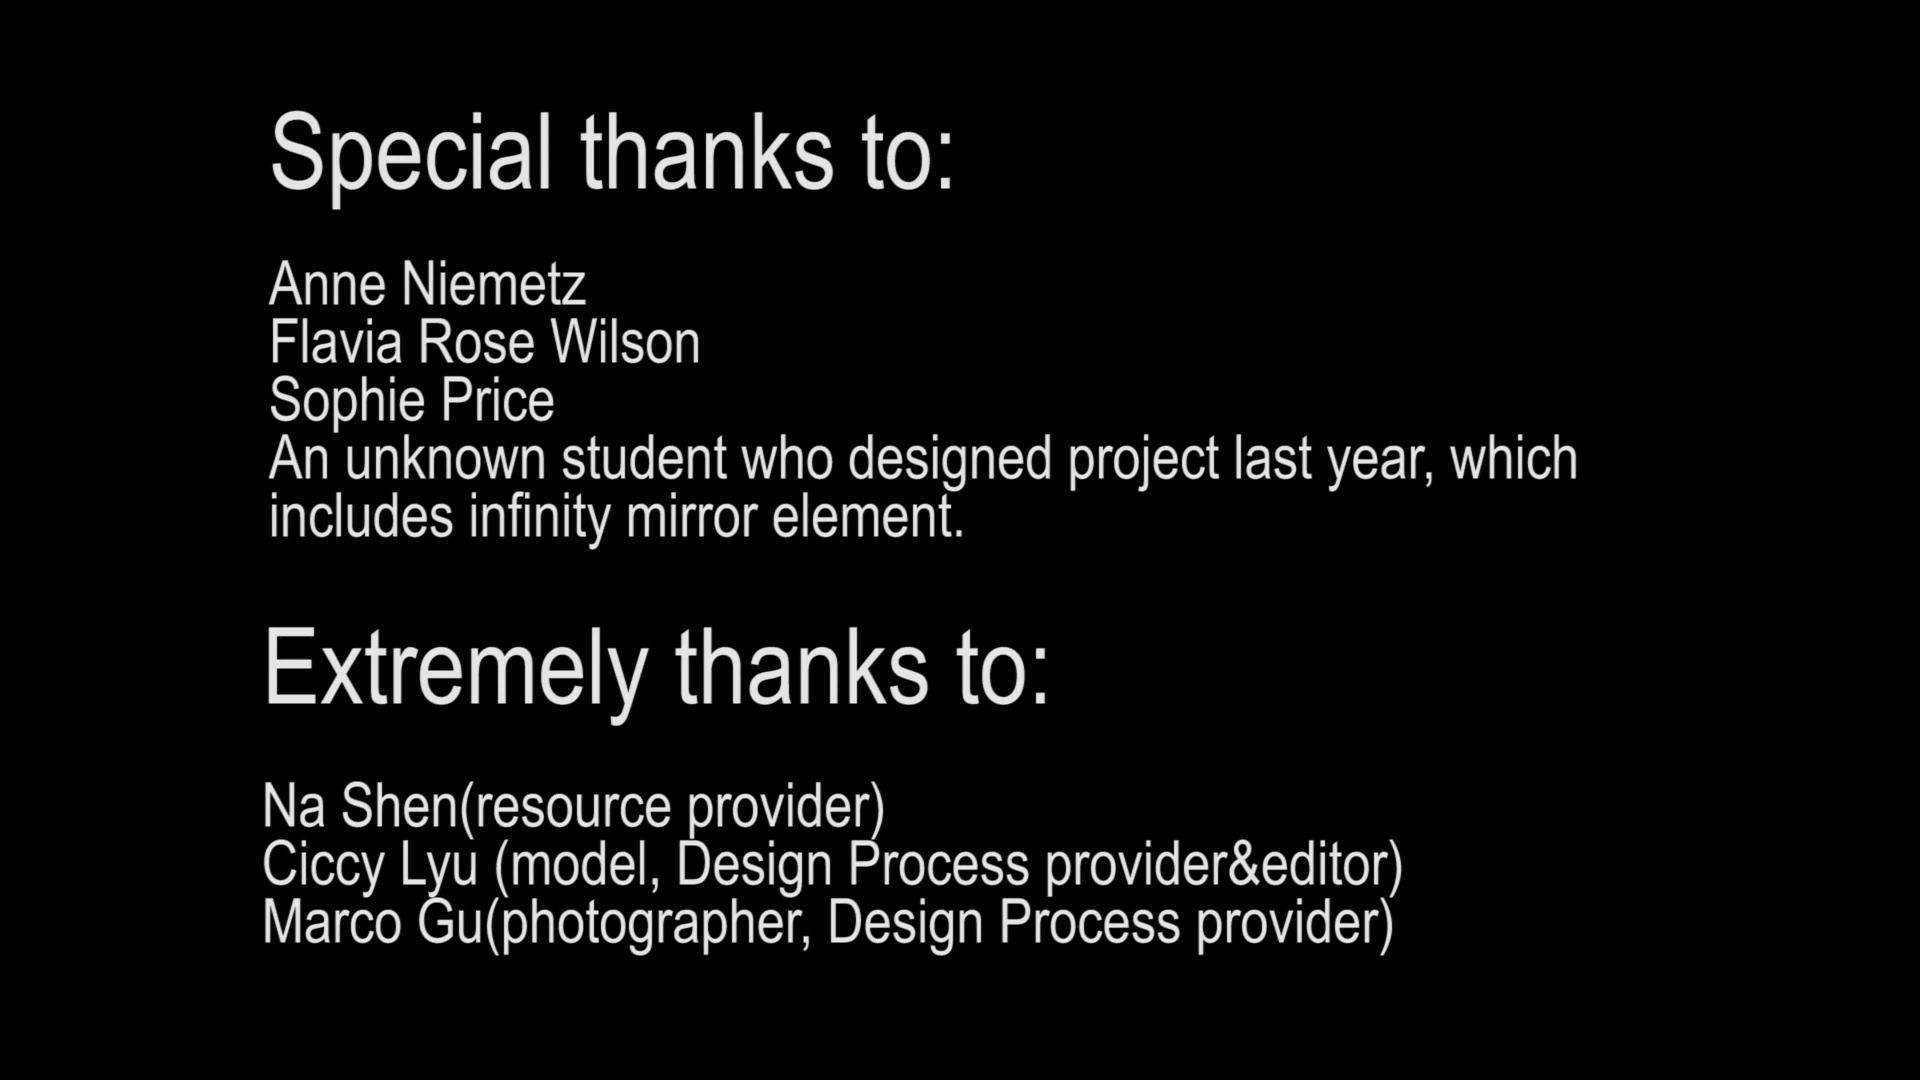 Special thanks to:
Anne Niemetz
Flavia Rose Wilson
Sophie Price
An unknown student who designed project last year, which
includes infinity mirror element.
Extremely thanks to:
Na Shen(resource provider)
Ciccy Lyu (model, Design Process provider&editor)
Marco Gu(photographer, Design Process provider)